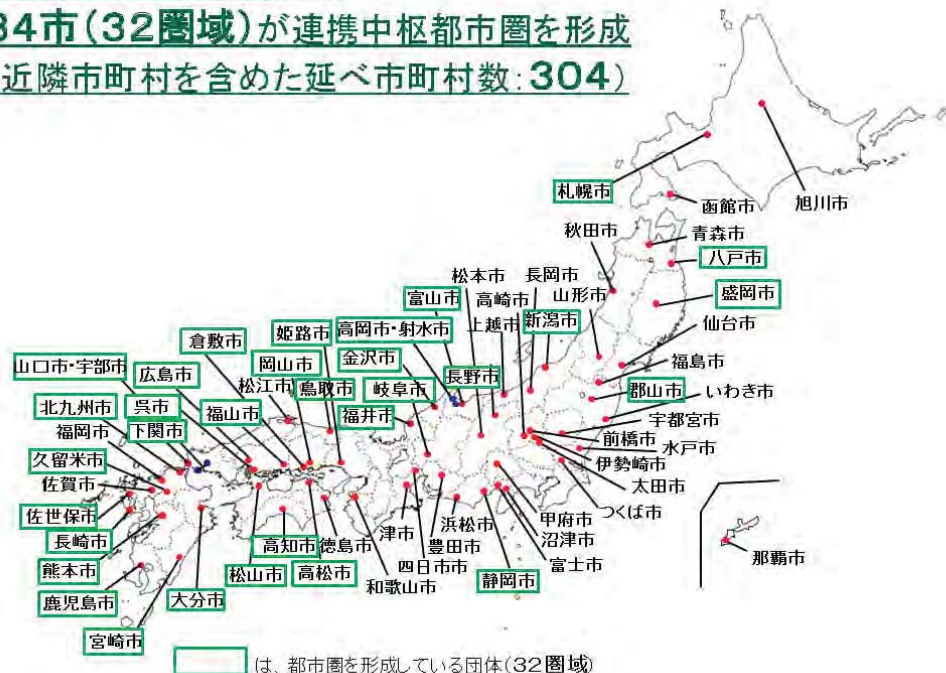 34市(32圏域)が連携中枢都市圏を形成
近隣市町村を含めた延べ市町村数:304)
札幌市
函館市
旭川市
秋田市
青森市
八戸市
松本市
長岡市
富山市
高崎市
山形市
盛岡市
姫路市
高岡市・射水市
上越市
新潟市
仙台市
倉敷市
岡山市
金沢市
福島市
山口市・宇部市
広島市
松江市
鳥取市
岐阜市
長野市
郡山市
いわき市
北九州市
呉市
福山市
福井市
宇都宮市
福岡市
下関市
前橋市
水戸市
久留米市
伊勢崎市
佐賀市
太田市
佐世保市
つくば市
長崎市
高知市
徳島市
津市
浜松市
甲府市
豊田市
沼津市
熊本市
松山市
高松市
四日市市
富士市
那覇市
和歌山市
静岡市
鹿児島市
大分市
宮崎市
は、都市圏を形成している団体(32圏域)